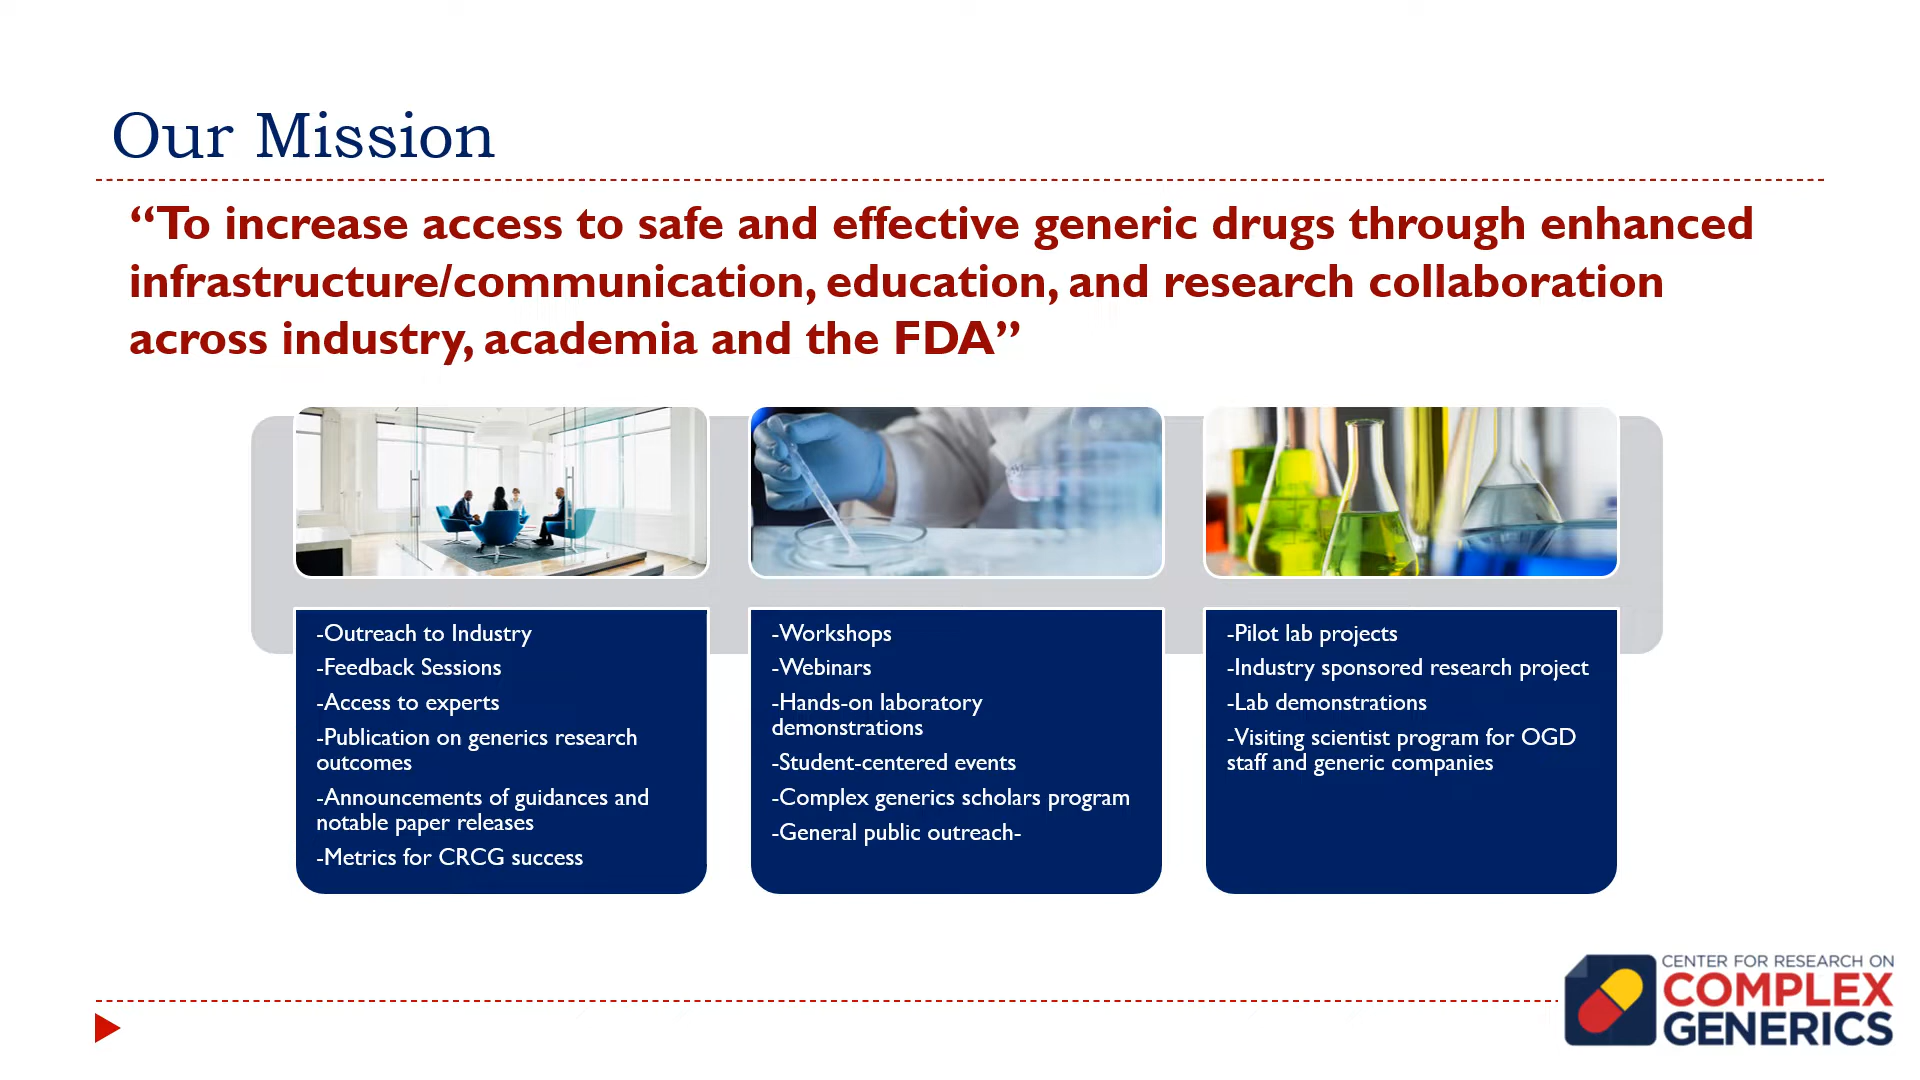 Our Mission
“To increase access to safe and effective generic drugs through enhanced
infrastructure/communication, education, and research collaboration
across industry, academia and the FDA”
-Outreach to Industry
-Feedback Sessions
-Access to experts
-Publication on generics research
outcomes
-Announcements of guidances and
notable paper releases
-Metrics for CRCG success
-Workshops
-Webinars
-Hands-on laboratory
demonstrations
-Student-centered events
-Complex generics scholars program
-General public outreach-
-Pilot lab projects
-Industry sponsored research project
-Lab demonstrations
-Visiting scientist program for OGD
staff and generic companies
CENTER FOR RESEARCH ON
COMPLEX
GENERICS